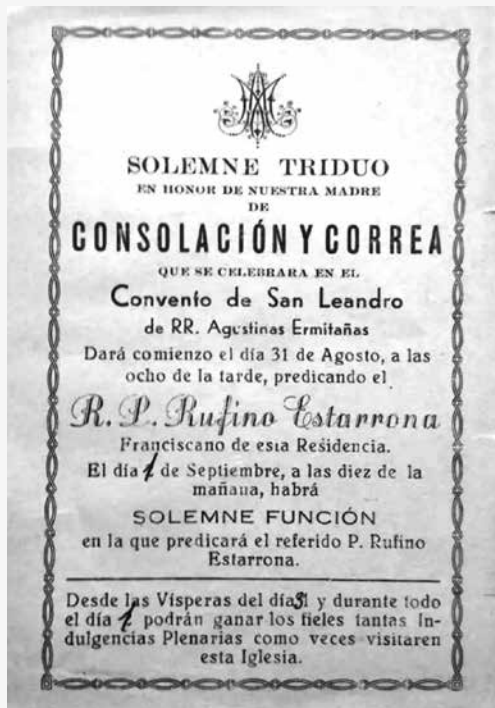 SOLEMNE TRIDUO
EN HONOR DE NUESTRA MADRE
DE
CONSOLACIÓN Y CORREA
QUE SE CELEBRARA EN EL
Convento de San Leandro
de RR. Agustinas Ermitañas
Dará comienzo el día 31 de Agosto, a las
ocho de la tarde, predicando el
R. P. Rufino Estarrona
Franciscano de esta Residencia.
El día 1 de Septiembre, a las diez de la
mañana, habrá
SOLEMNE FUNCIÓN
en la que predicará el referido P. Rufino
Estarrona.
Desde las Vísperas del día 31 y durante todo
el día 1 podrán ganar los fieles tantas In-
dulgencias Plenarias como veces visitaren
esta Iglesia.